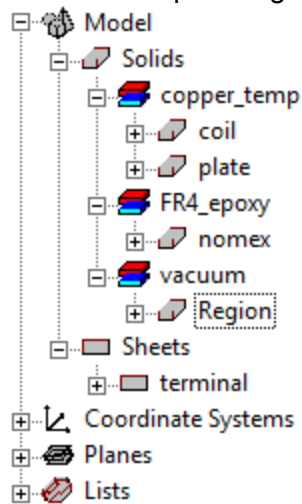 Model
Solids
copper_temp
coil
plate
FR4_epoxy
nomex
vacuum
Region
Sheets
terminal
Coordinate Systems
Planes
Lists